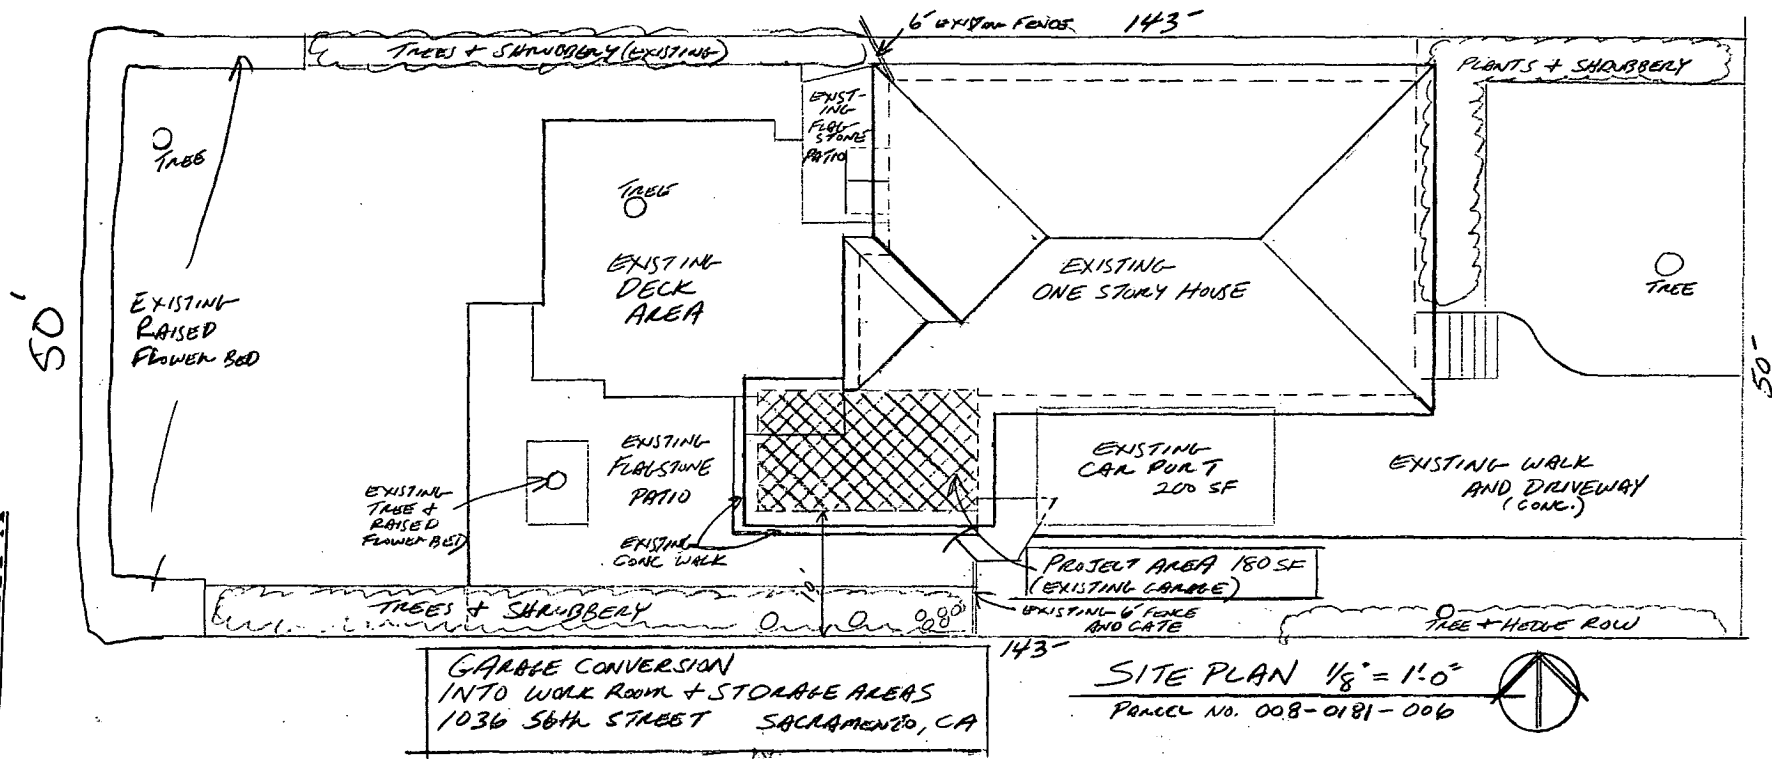 6' EXISTING FENCE
143'
TREES + SHRUBBERY (EXISTING)
PLANTS + SHRUBBERY
EXIST-
ING
FLAG
STONE
PATIO
TREE
TREE
EXISTING
DECK
AREA
EXISTING
ONE STORY HOUSE
TREE
50'
EXISTING
RAISED
FLOWER BED
50'
EXISTING
FLAGSTONE
PATIO
EXISTING
CAR PORT
200 SF
EXISTING WALK
AND DRIVEWAY
(CONC.)
EXISTING
TREE +
RAISED
FLOWER BED
EXISTING
CONC WALK
10'
PROJECT AREA 180 SF
(EXISTING GARAGE)
EXISTING 6' FENCE
AND GATE
TREES + SHRUBBERY
TREE + HEDGE ROW
143'
GARAGE CONVERSION
INTO WORK ROOM + STORAGE AREAS
1036 56th STREET SACRAMENTO, CA
SITE PLAN 1/8" = 1'-0"
PARCEL NO. 008-0181-006